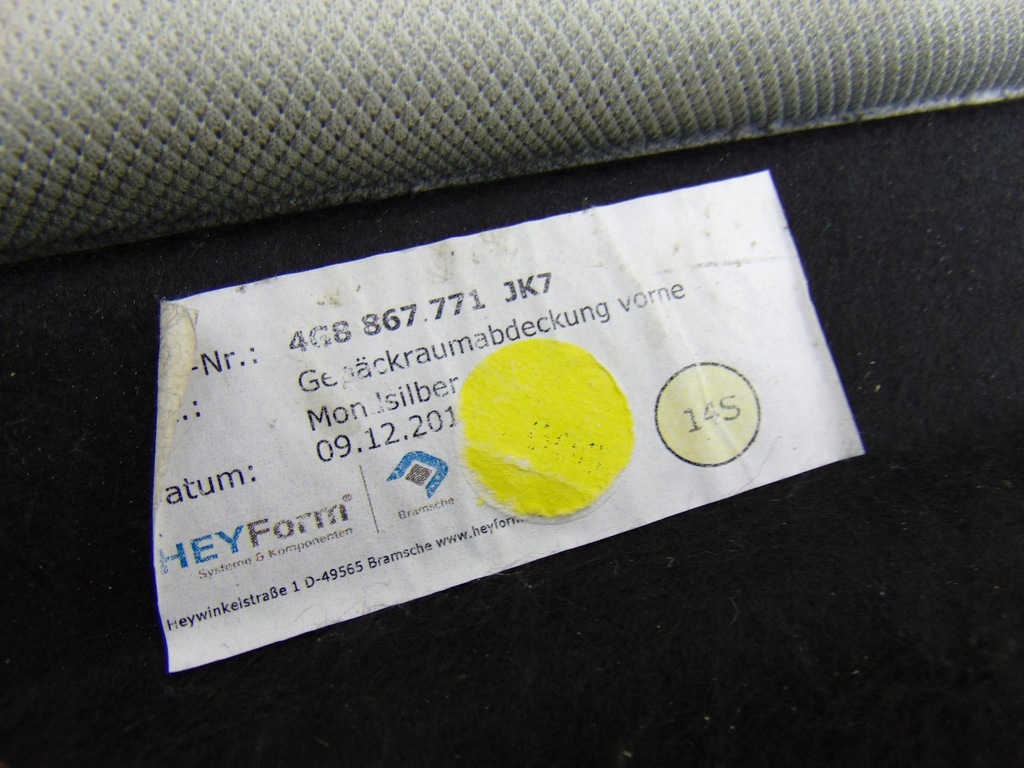 -Nr.: 4G8 867.771 JK7
Gepäckraumabdeckung vorne
.: Mondsilber
atum: 09.12.201
14S
HEYForm
Systeme & Komponenten
Bramsche
Heywinkelstraße 1 D-49565 Bramsche www.heyform